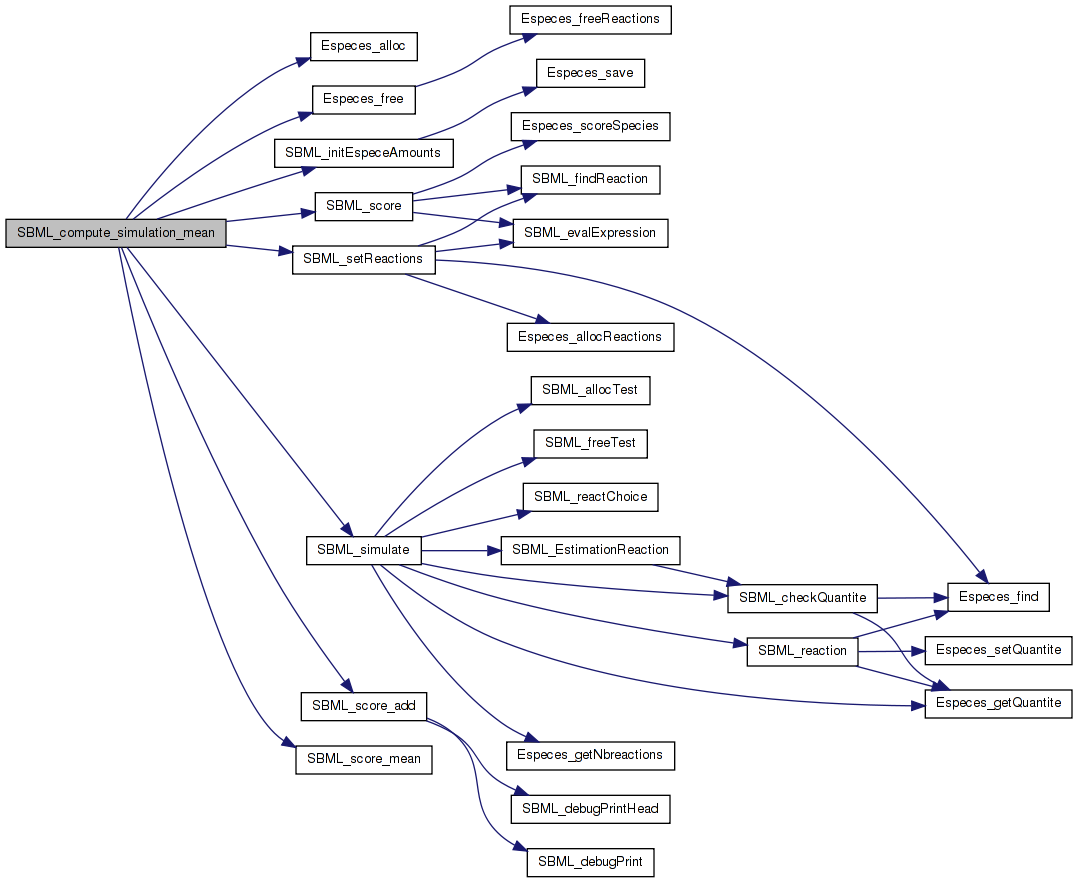 Especes_freeReactions
Especes_alloc
Especes_save
Especes_free
Especes_scoreSpecies
SBML_initEspeceAmounts
SBML_findReaction
SBML_score
SBML_compute_simulation_mean
SBML_evalExpression
SBML_setReactions
Especes_allocReactions
SBML_allocTest
SBML_freeTest
SBML_reactChoice
SBML_simulate
SBML_EstimationReaction
SBML_checkQuantite
Especes_find
SBML_reaction
Especes_setQuantite
SBML_score_add
Especes_getQuantite
SBML_score_mean
Especes_getNbreactions
SBML_debugPrintHead
SBML_debugPrint